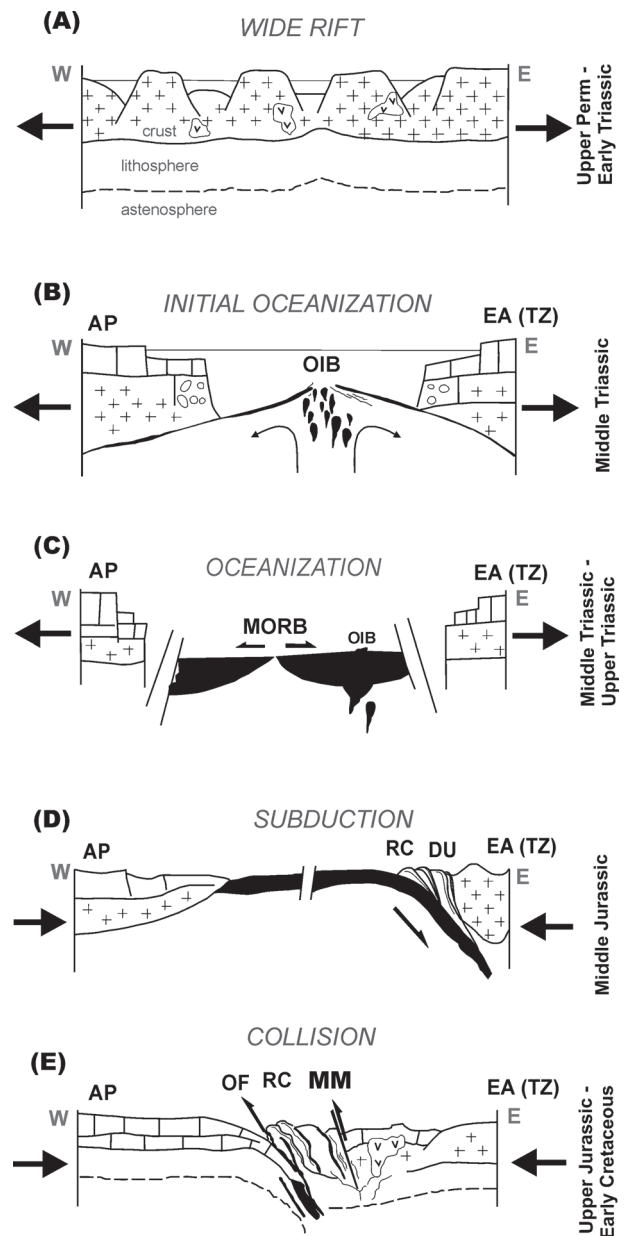 (A)
WIDE RIFT
W
E
v
v
v
crust
lithosphere
astenosphere
Upper Perm -
Early Triassic
(B)
INITIAL OCEANIZATION
AP
EA (TZ)
W
E
OIB
Middle Triassic
(C)
OCEANIZATION
AP
EA (TZ)
W
E
MORB
OIB
Middle Triassic -
Upper Triassic
(D)
SUBDUCTION
AP
RC
DU
EA (TZ)
W
E
Middle Jurassic
COLLISION
(E)
AP
OF
RC
MM
EA (TZ)
W
E
v
v
v
Upper Jurassic -
Early Cretaceous